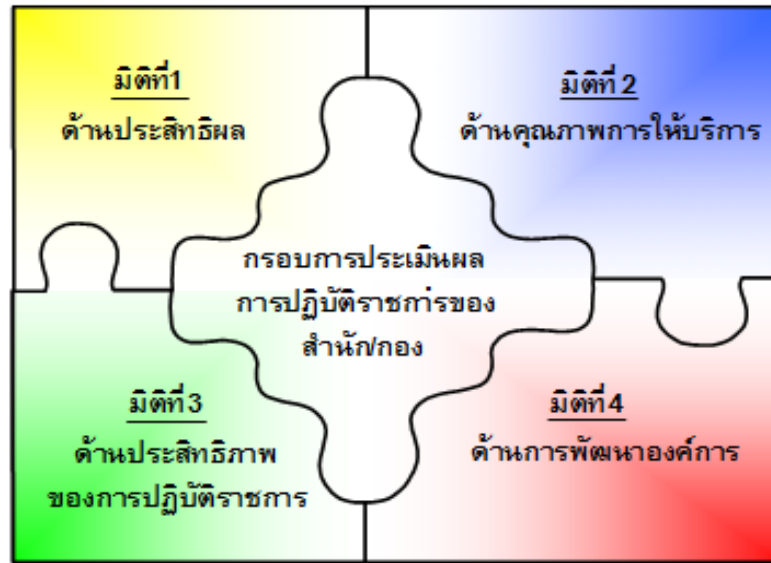 มิติที่1
ด้านประสิทธิผล
มิติที่ 2
ด้านคุณภาพการให้บริการ
กรอบการประเมินผล
การปฏิบัติราชการของ
สำนัก/กอง
มิติที่3
ด้านประสิทธิภาพ
ของการปฏิบัติราชการ
มิติที่4
ด้านการพัฒนาองค์การ